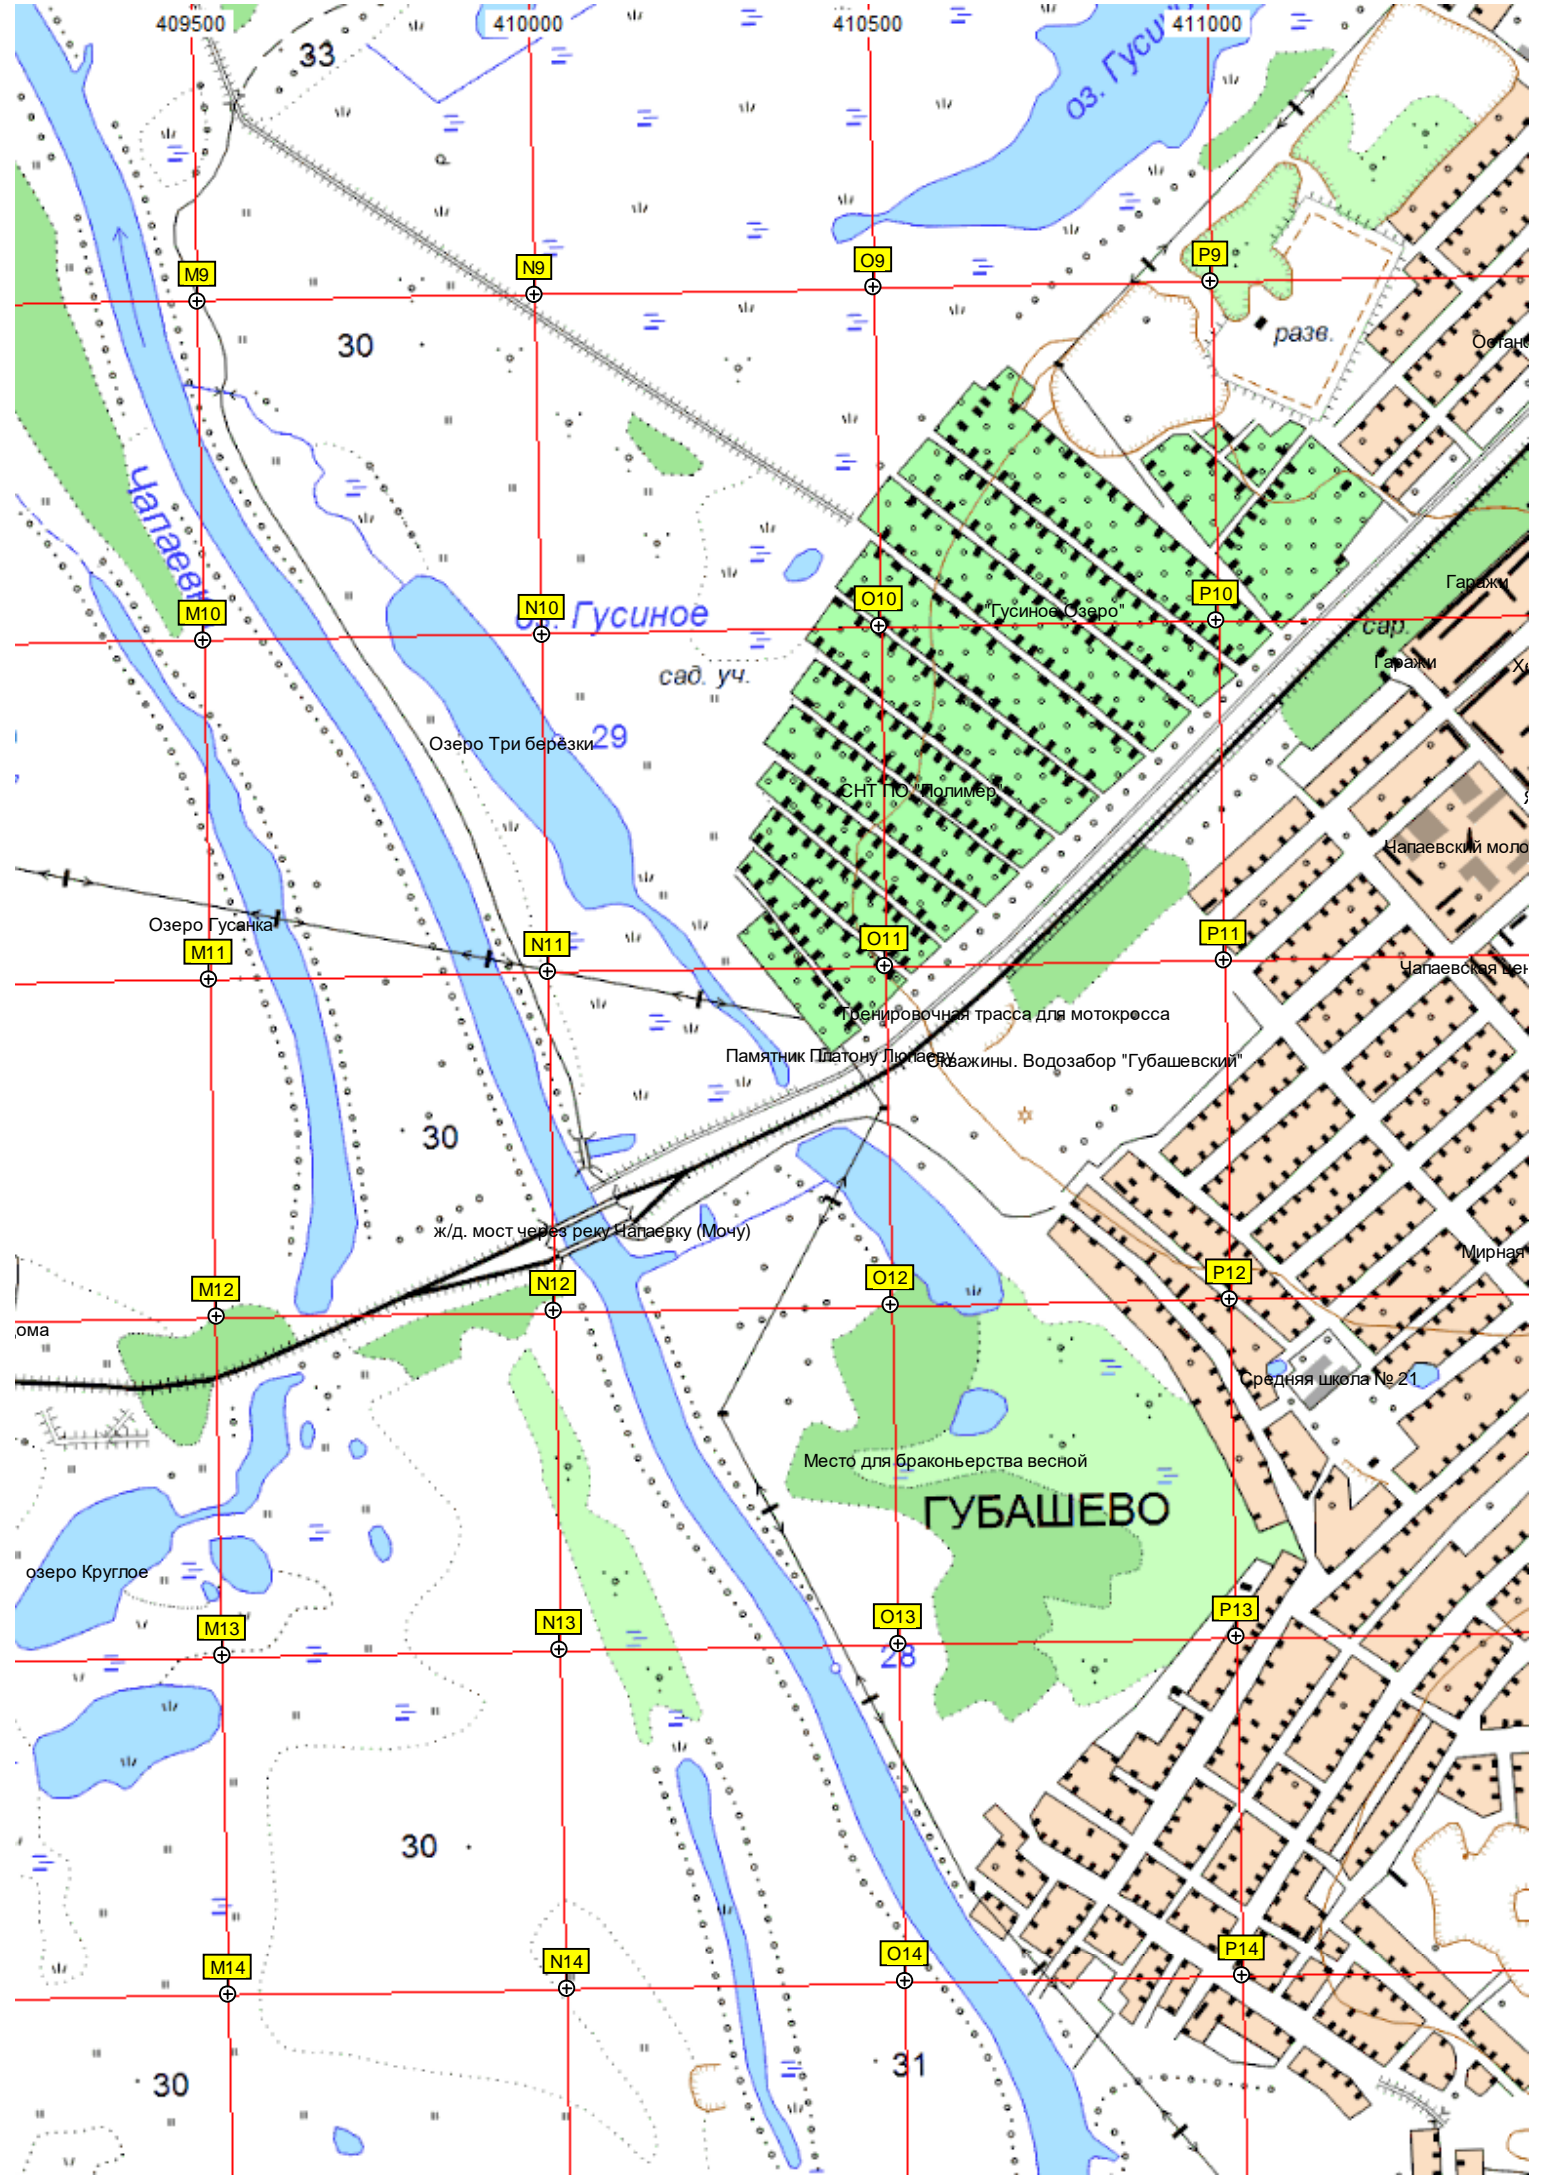 409500
410000
410500
411000
33
оз. Гусин
M9
N9
O9
P9
30
разв.
Остан
Чапаевк
M10
N10
O10
P10
оз. Гусиное
"Гусиное Озеро"
Гаражи
сар.
Гаражи
сад. уч.
Озеро Три берёзки
29
СНТ ПО "Полимер"
Чапаевский моло
Озеро Гусанка
M11
N11
O11
P11
Чапаевская цен
Тренировочная трасса для мотокросса
Памятник Платону Люпаеву
Скважины. Водозабор "Губашевский"
30
ж/д. мост через реку Чапаевку (Мочу)
Мирная
M12
N12
O12
P12
ома
Средняя школа № 21
Место для браконьерства весной
ГУБАШЕВО
озеро Круглое
M13
N13
O13
P13
28
30
M14
N14
O14
P14
31
30